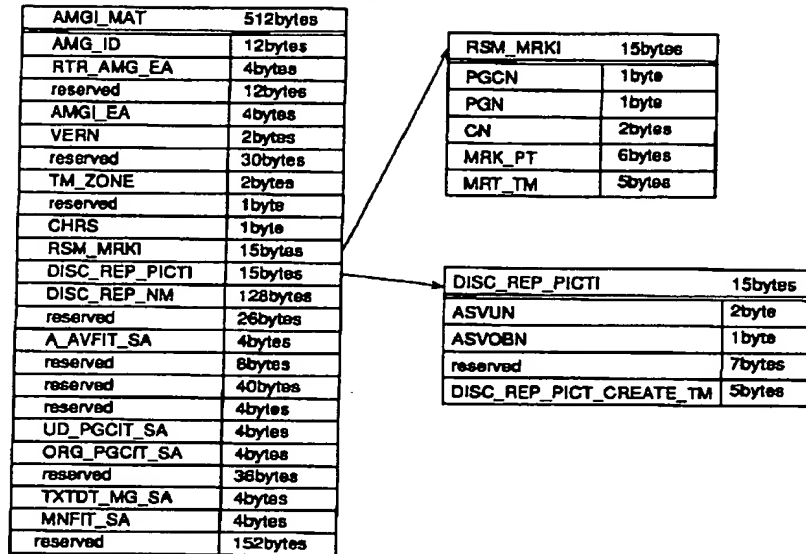 AMGI_MAT 512bytes
AMG_ID 12bytes
RTR_AMG_EA 4bytes
reserved 12bytes
AMGI_EA 4bytes
VERN 2bytes
reserved 30bytes
TM_ZONE 2bytes
reserved 1byte
CHRS 1byte
RSM_MRKI 15bytes
DISC_REP_PICTI 15bytes
DISC_REP_NM 128bytes
reserved 26bytes
A_AVFIT_SA 4bytes
reserved 8bytes
reserved 40bytes
reserved 4bytes
UD_PGCIT_SA 4bytes
ORG_PGCIT_SA 4bytes
reserved 36bytes
TXTDT_MG_SA 4bytes
MNFIT_SA 4bytes
reserved 152bytes
RSM_MRKI 15bytes
PGCN 1byte
PGN 1byte
CN 2bytes
MRK_PT 6bytes
MRT_TM 5bytes
DISC_REP_PICTI 15bytes
ASVUN 2byte
ASVOBN 1byte
reserved 7bytes
DISC_REP_PICT_CREATE_TM 5bytes